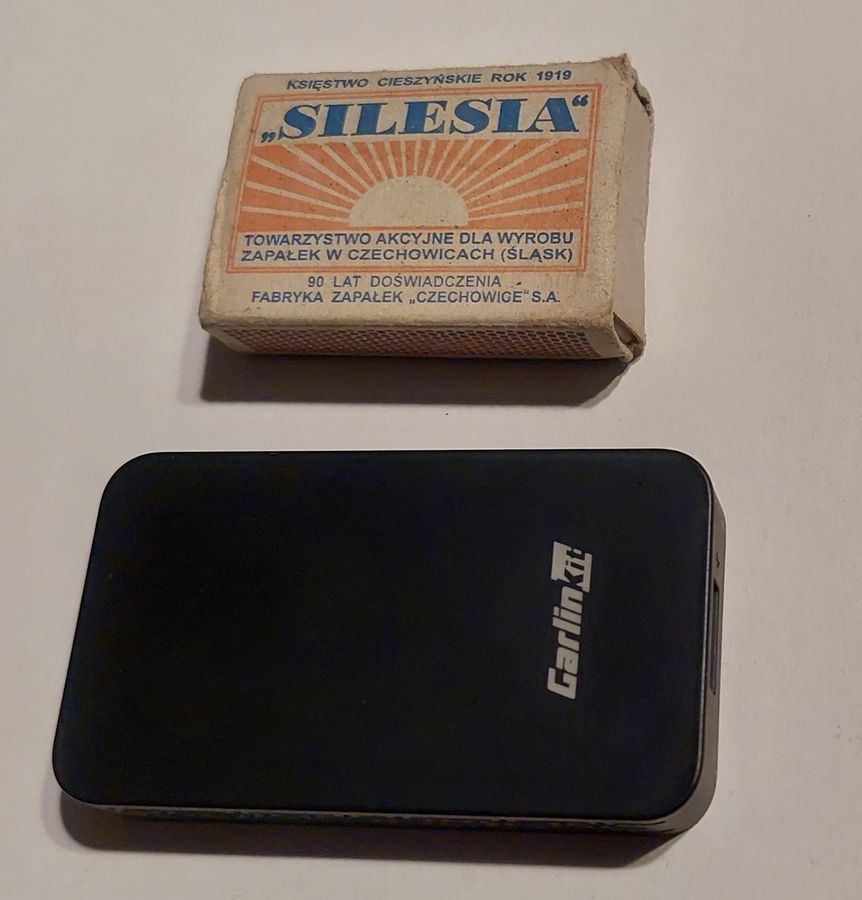 KSIĘSTWO CIESZYŃSKIE ROK 1919
„SILESIA“
TOWARZYSTWO AKCYJNE DLA WYROBU
ZAPAŁEK W CZECHOWICACH (ŚLĄSK)
90 LAT DOŚWIADCZENIA
FABRYKA ZAPAŁEK „CZECHOWICE“ S.A.
Carlinkit